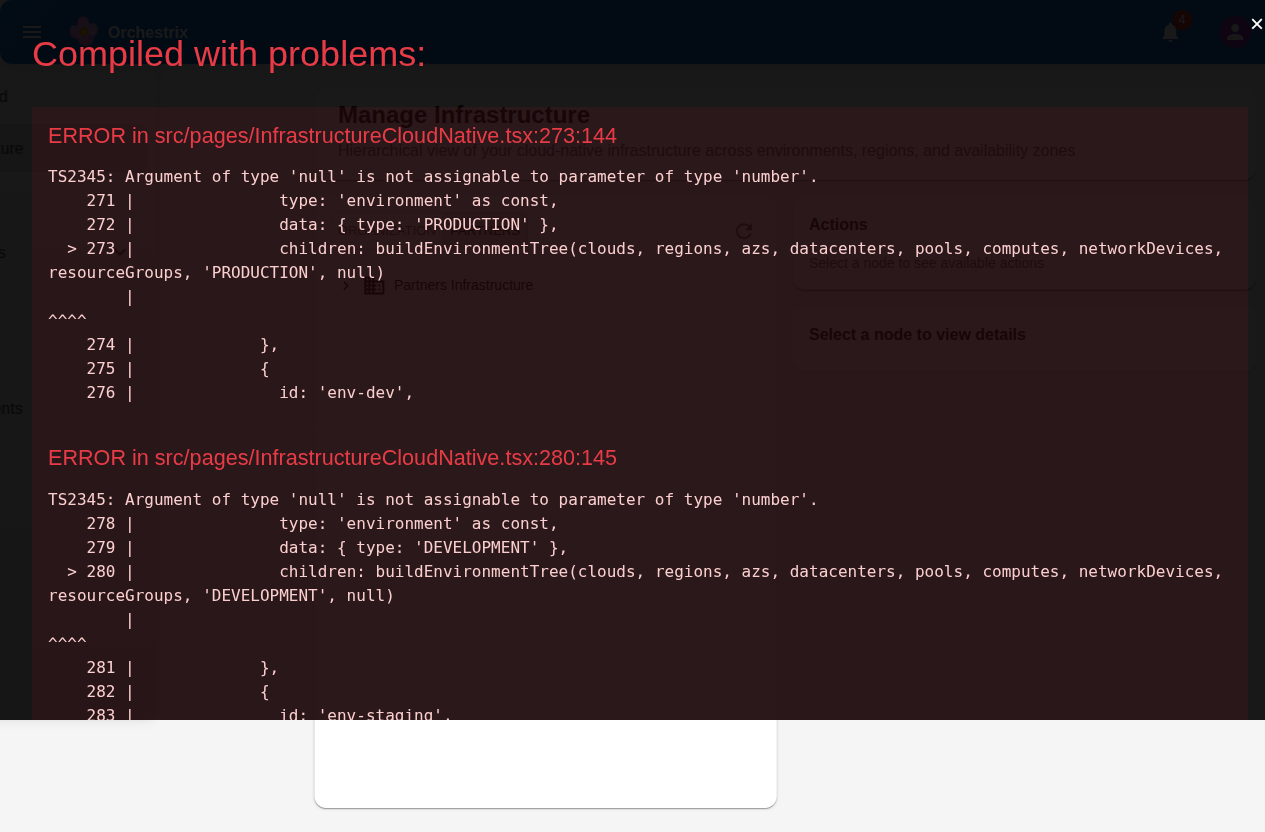 Orchestrix
4
×
Compiled with problems:
d
Manage Infrastructure
ERROR in src/pages/InfrastructureCloudNative.tsx:273:144
ure
Hierarchical view of your cloud-native infrastructure across environments, regions, and availability zones
TS2345: Argument of type 'null' is not assignable to parameter of type 'number'.
271 | type: 'environment' as const,
272 | data: { type: 'PRODUCTION' },
Actions
> 273 | children: buildEnvironmentTree(clouds, regions, azs, datacenters, pools, computes, networkDevices,
s
Select a node to see available actions
resourceGroups, 'PRODUCTION', null)
Partners Infrastructure
|
^^^^
Select a node to view details
274 | },
275 | {
276 | id: 'env-dev',
ents
ERROR in src/pages/InfrastructureCloudNative.tsx:280:145
TS2345: Argument of type 'null' is not assignable to parameter of type 'number'.
278 | type: 'environment' as const,
279 | data: { type: 'DEVELOPMENT' },
> 280 | children: buildEnvironmentTree(clouds, regions, azs, datacenters, pools, computes, networkDevices,
resourceGroups, 'DEVELOPMENT', null)
|
^^^^
281 | },
282 | {
283 | id: 'env-staging',